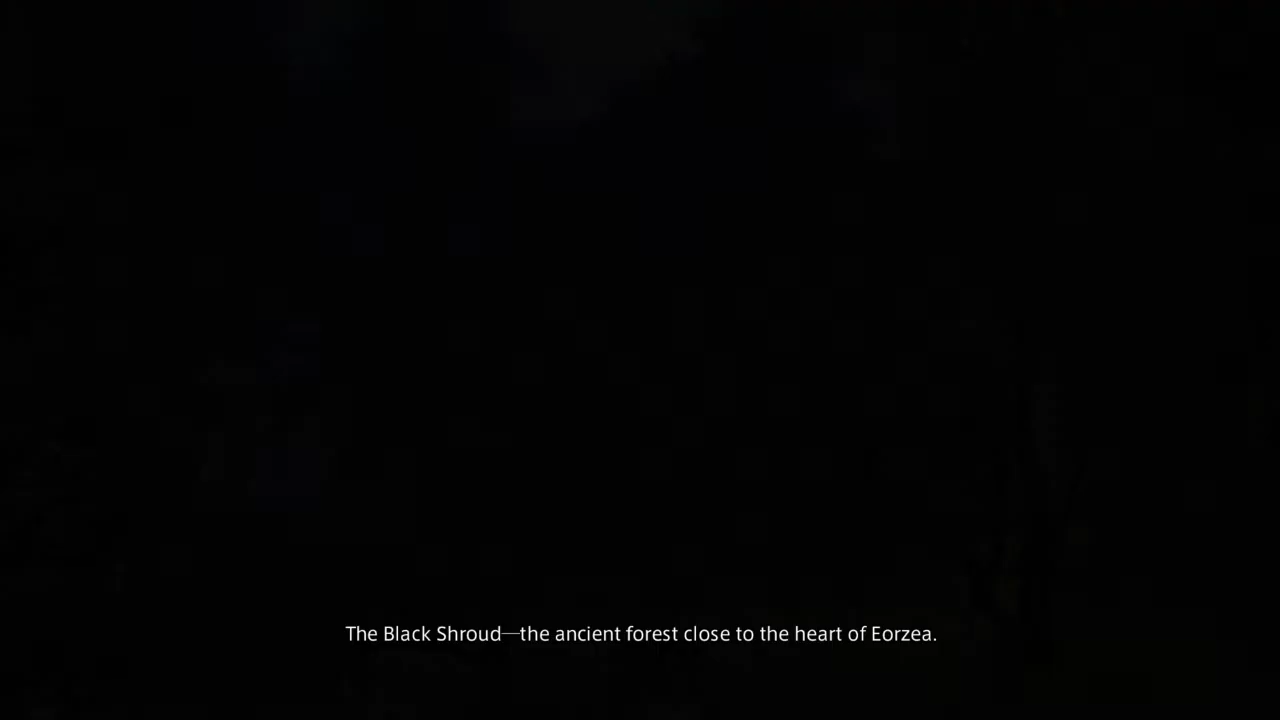 The Black Shroud—the ancient forest close to the heart of Eorzea.